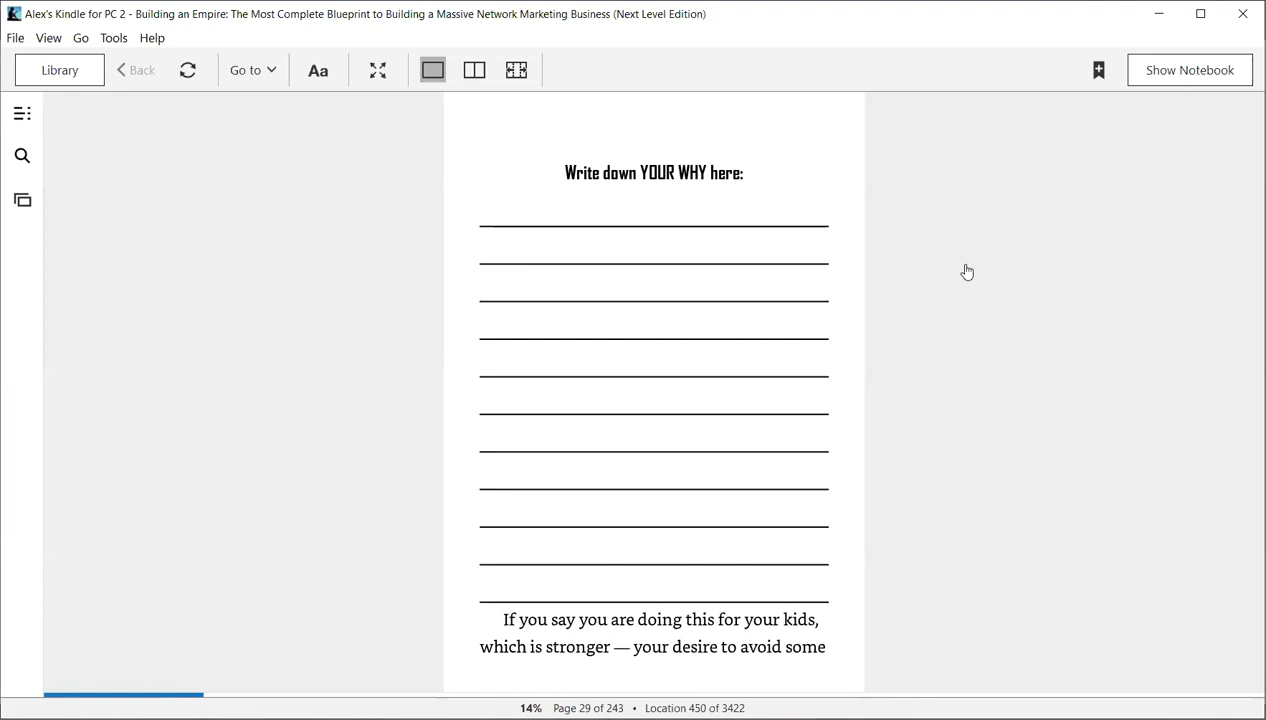 Alex's Kindle for PC 2 - Building an Empire: The Most Complete Blueprint to Building a Massive Network Marketing Business (Next Level Edition)
File View Go Tools Help
Library Back Go to Aa Show Notebook
Write down YOUR WHY here:
If you say you are doing this for your kids,
which is stronger — your desire to avoid some
14% Page 29 of 243 • Location 450 of 3422